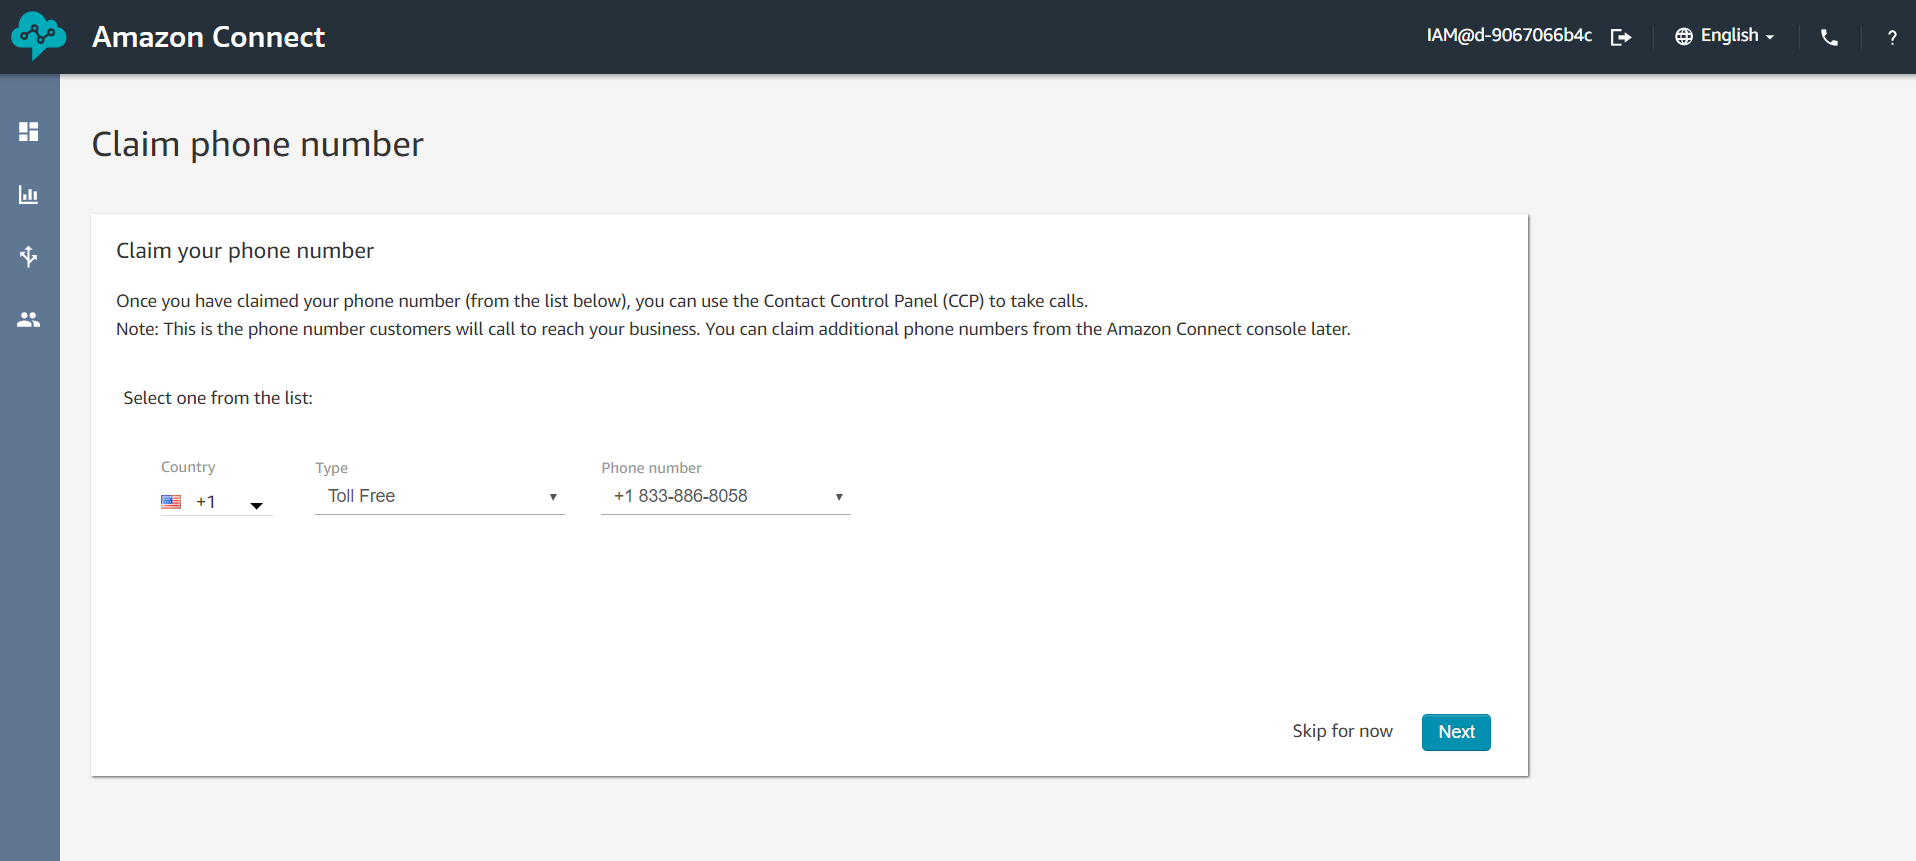 Amazon Connect
IAM@d-9067066b4c
English
?
Claim phone number
Claim your phone number
Once you have claimed your phone number (from the list below), you can use the Contact Control Panel (CCP) to take calls.
Note: This is the phone number customers will call to reach your business. You can claim additional phone numbers from the Amazon Connect console later.
Select one from the list:
Country Type Phone number
+1 Toll Free +1 833-886-8058
Skip for now Next